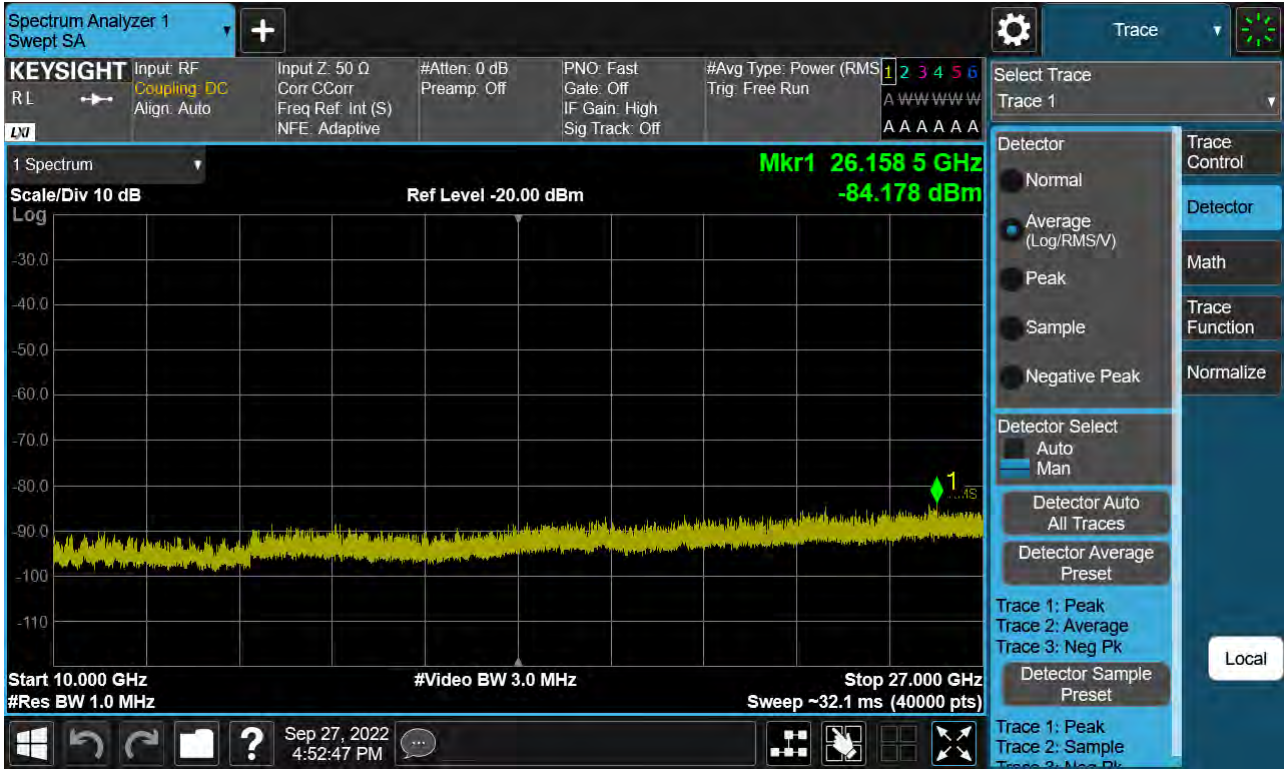 Spectrum Analyzer 1
Swept SA
+
Trace
KEYSIGHT
R L
LXI
Input: RF
Coupling: DC
Align: Auto
Input Z: 50 Ω
Corr CCorr
Freq Ref: Int (S)
NFE: Adaptive
#Atten: 0 dB
Preamp: Off
PNO: Fast
Gate: Off
IF Gain: High
Sig Track: Off
#Avg Type: Power (RMS
Trig: Free Run
1 2 3 4 5 6
A W W W W W
A A A A A A
Select Trace
Trace 1
1 Spectrum
Scale/Div 10 dB
Log
Ref Level -20.00 dBm
Mkr1 26.158 5 GHz
-84.178 dBm
-30.0
-40.0
-50.0
-60.0
-70.0
-80.0
-90.0
-100
-110
1
Start 10.000 GHz
#Res BW 1.0 MHz
#Video BW 3.0 MHz
Stop 27.000 GHz
Sweep ~32.1 ms (40000 pts)
Detector
Normal
Average
(Log/RMS/V)
Peak
Sample
Negative Peak
Detector Select
Auto
Man
Detector Auto
All Traces
Detector Average
Preset
Trace 1: Peak
Trace 2: Average
Trace 3: Neg Pk
Detector Sample
Preset
Trace 1: Peak
Trace 2: Sample
Trace 3: Neg Pk
Trace
Control
Detector
Math
Trace
Function
Normalize
Local
?
Sep 27, 2022
4:52:47 PM